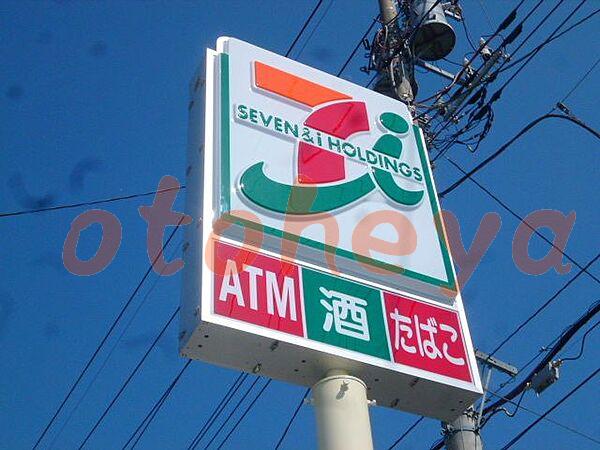 SEVEN & i HOLDINGS
otoheya
ATM 酒 たばこ